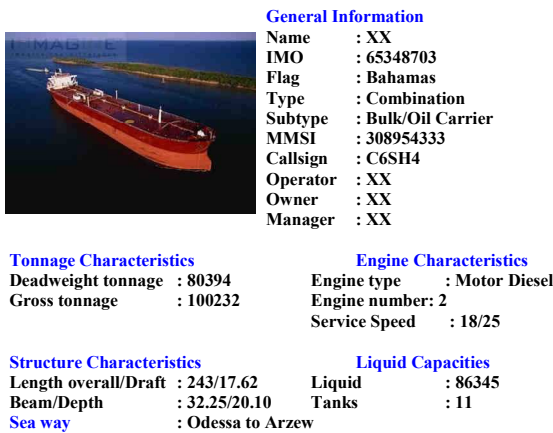 General Information
Name : XX
IMO : 65348703
Flag : Bahamas
Type : Combination
Subtype : Bulk/Oil Carrier
MMSI : 308954333
Callsign : C6SH4
Operator : XX
Owner : XX
Manager : XX
Tonnage Characteristics
Deadweight tonnage : 80394
Gross tonnage : 100232
Engine Characteristics
Engine type : Motor Diesel
Engine number: 2
Service Speed : 18/25
Structure Characteristics
Length overall/Draft : 243/17.62
Beam/Depth : 32.25/20.10
Sea way : Odessa to Arzew
Liquid Capacities
Liquid : 86345
Tanks : 11